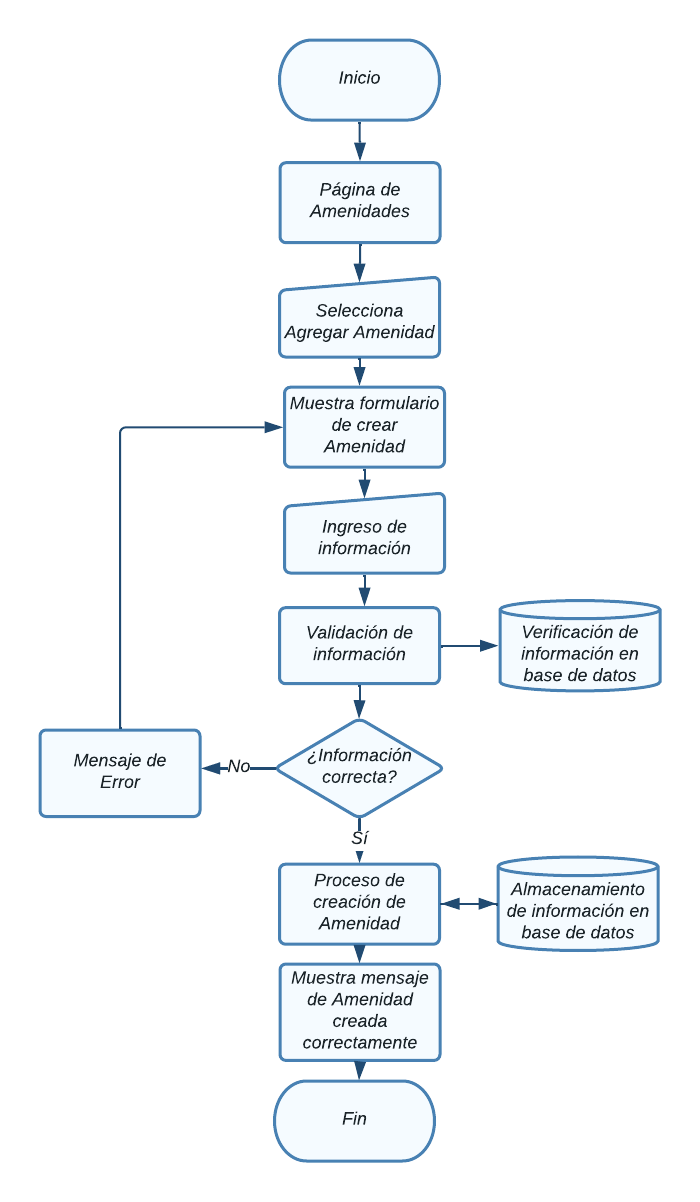 Inicio
Página de
Amenidades
Selecciona
Agregar Amenidad
Muestra formulario
de crear
Amenidad
Ingreso de
información
Validación de
información
Verificación de
información en
base de datos
¿Información
correcta?
No
Mensaje de
Error
Sí
Proceso de
creación de
Amenidad
Almacenamiento
de información en
base de datos
Muestra mensaje
de Amenidad
creada
correctamente
Fin